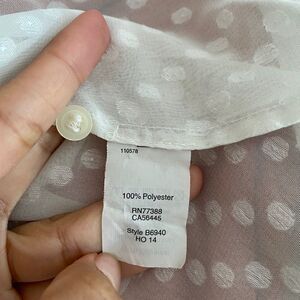 110578
100% Polyester
RN77388
CA56445
Style B6940
HO 14